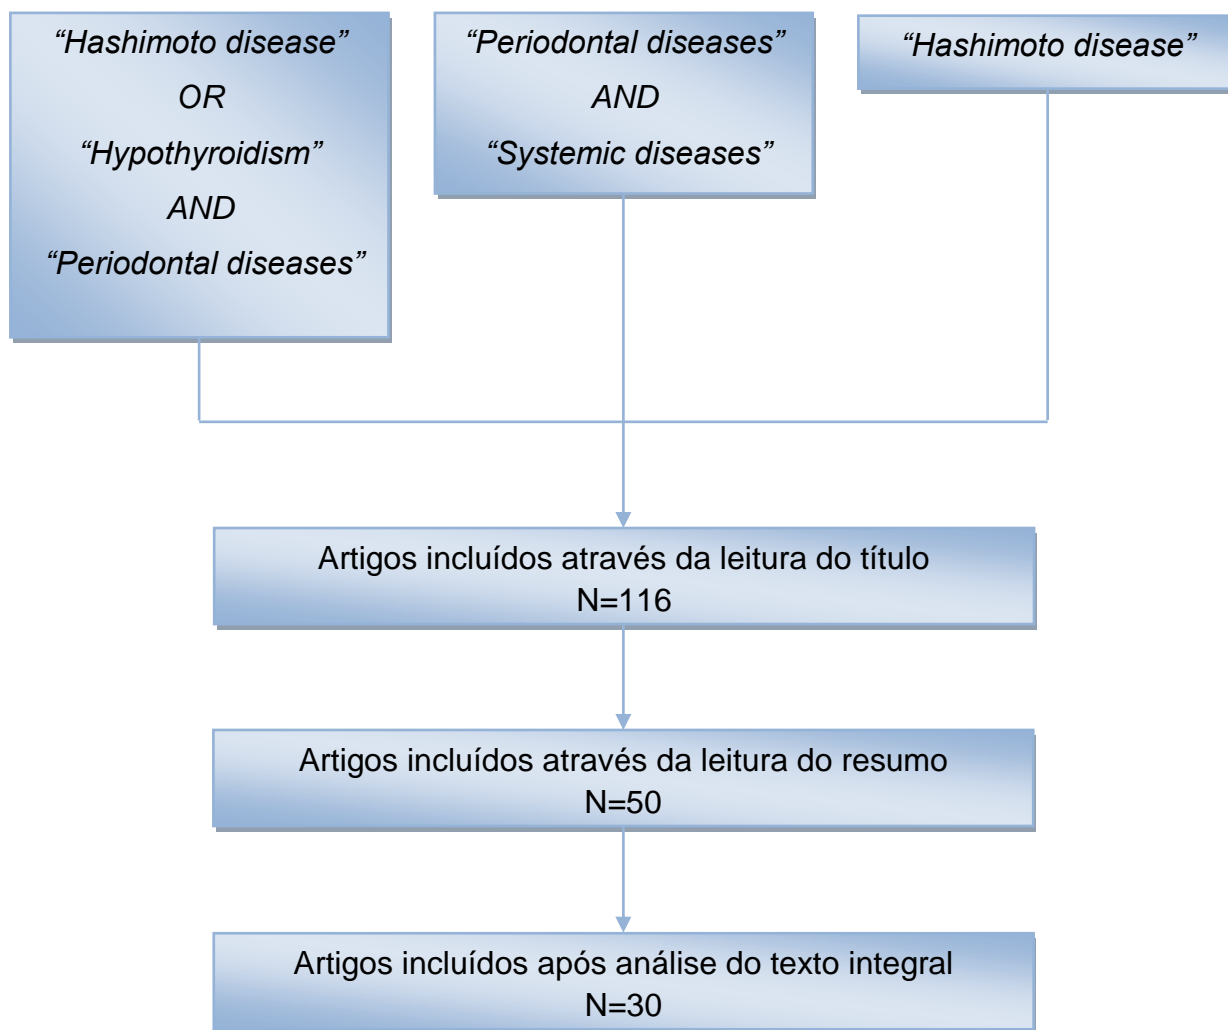 “Hashimoto disease”
OR
“Hypothyroidism”
AND
“Periodontal diseases”
“Periodontal diseases”
AND
“Systemic diseases”
“Hashimoto disease”
Artigos incluídos através da leitura do título
N=116
Artigos incluídos através da leitura do resumo
N=50
Artigos incluídos após análise do texto integral
N=30